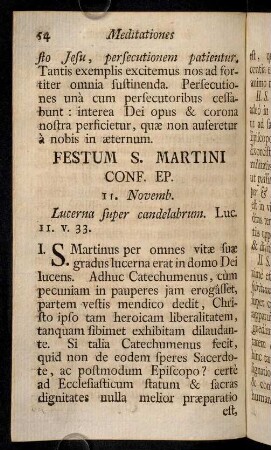 54 Meditationes
sto Jesu, persecutionem patientur.
Tantis exemplis excitemus nos ad for-
titer omnia sustinenda. Persecutio-
nes unà cum persecutoribus cessa-
bunt: interea Dei opus & corona
nostra perficietur, quæ non auferetur
à nobis in æternum.
FESTUM S. MARTINI
CONF. EP.
11. Novemb.
Lucerna super candelabrum. Luc.
11. v. 33.
I. S. Martinus per omnes vitæ suæ
gradus lucerna erat in domo Dei
lucens. Adhuc Catechumenus, cùm
pecuniam in pauperes jam erogâsset,
partem vestis mendico dedit, Chri-
sto ipso tam heroicam liberalitatem,
tanquam sibimet exhibitam dilaudan-
te. Si talia Catechumenus fecit,
quid non de eodem speres Sacerdo-
te, ac postmodum Episcopo? certè
ad Ecclesiasticum statum & sacras
dignitates nulla melior præparatio
est,